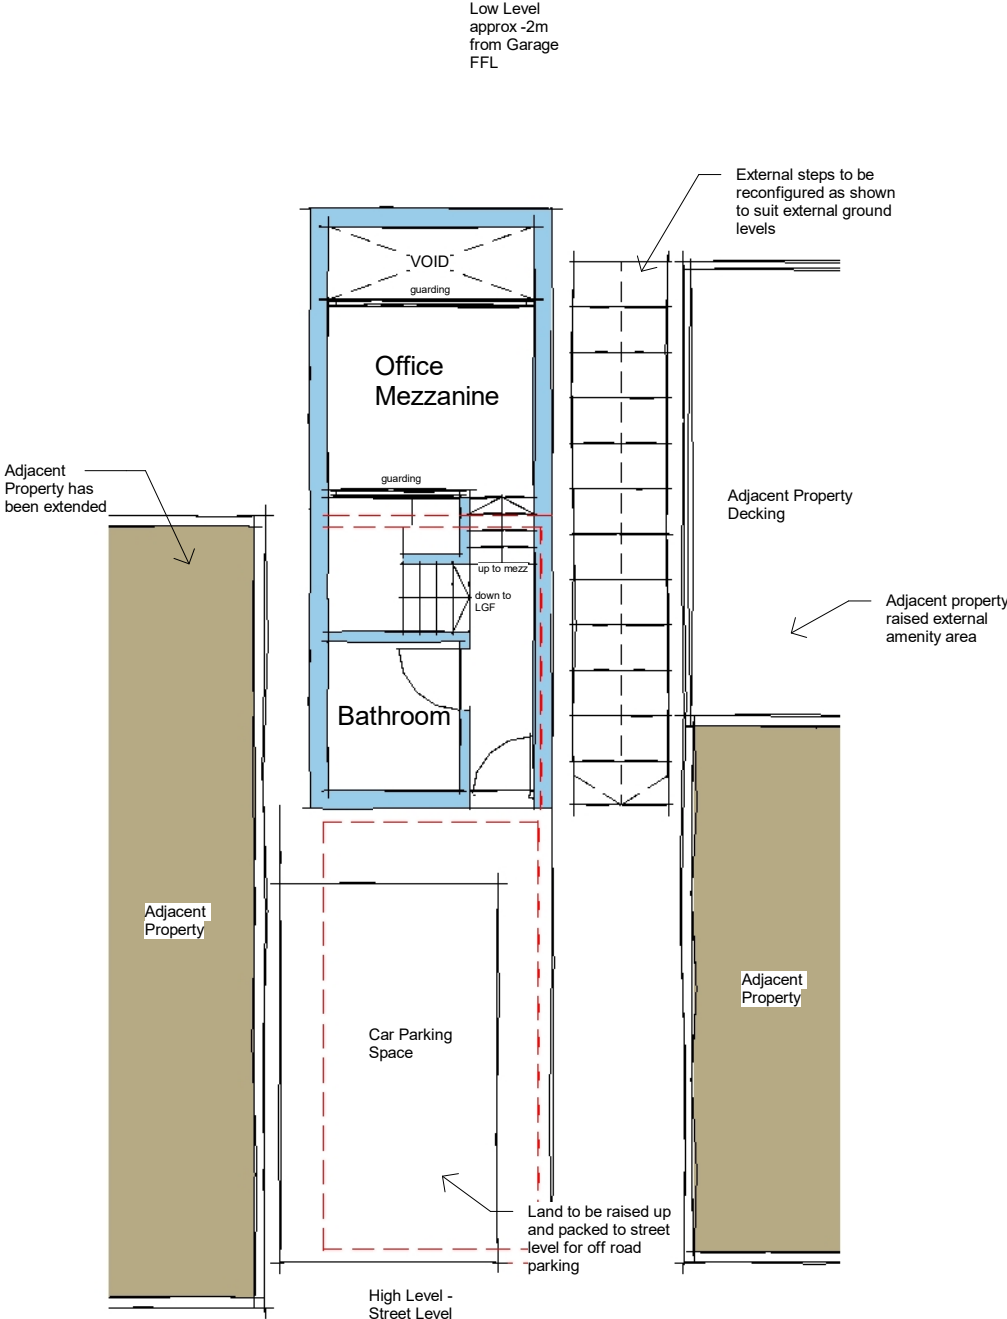 Low Level
approx -2m
from Garage
FFL
External steps to be
reconfigured as shown
to suit external ground
levels
VOID
guarding
Office
Mezzanine
Adjacent
Property has
been extended
guarding
Adjacent Property
Decking
up to mezz
down to
LGF
Adjacent property
raised external
amenity area
Bathroom
Adjacent
Property
Adjacent
Property
Car Parking
Space
Land to be raised up
and packed to street
level for off road
parking
High Level -
Street Level